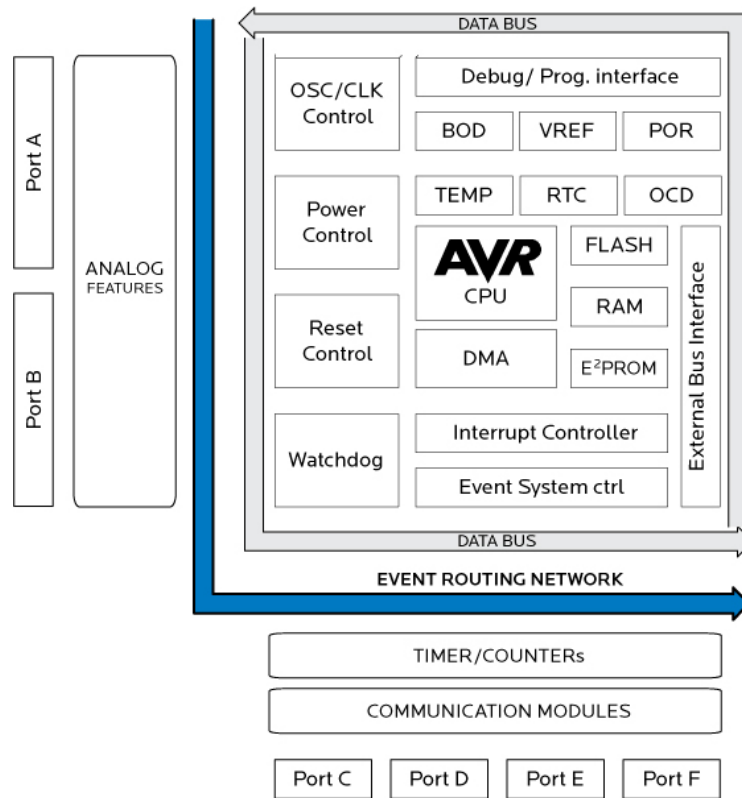 DATA BUS
Port A
Port B
ANALOG
FEATURES
OSC/CLK
Control
Debug/ Prog. interface
BOD
VREF
POR
Power
Control
TEMP
RTC
OCD
AVR
CPU
FLASH
RAM
E²PROM
External Bus Interface
Reset
Control
DMA
Watchdog
Interrupt Controller
Event System ctrl
DATA BUS
EVENT ROUTING NETWORK
TIMER/COUNTERs
COMMUNICATION MODULES
Port C
Port D
Port E
Port F